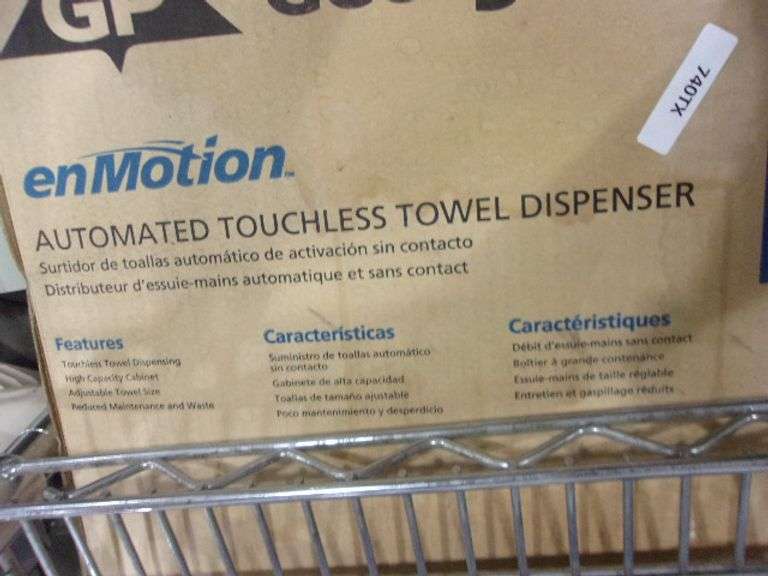 GP
740TX
enMotion™
AUTOMATED TOUCHLESS TOWEL DISPENSER
Surtidor de toallas automático de activación sin contacto
Distributeur d'essuie-mains automatique et sans contact
Features
Touchless Towel Dispensing
High Capacity Cabinet
Adjustable Towel Size
Reduced Maintenance and Waste
Características
Suministro de toallas automático
sin contacto
Gabinete de alta capacidad
Toallas de tamaño ajustable
Poco mantenimiento y desperdicio
Caractéristiques
Débit d'essuie-mains sans contact
Boîtier à grande contenance
Essuie-mains de taille réglable
Entretien et gaspillage réduits